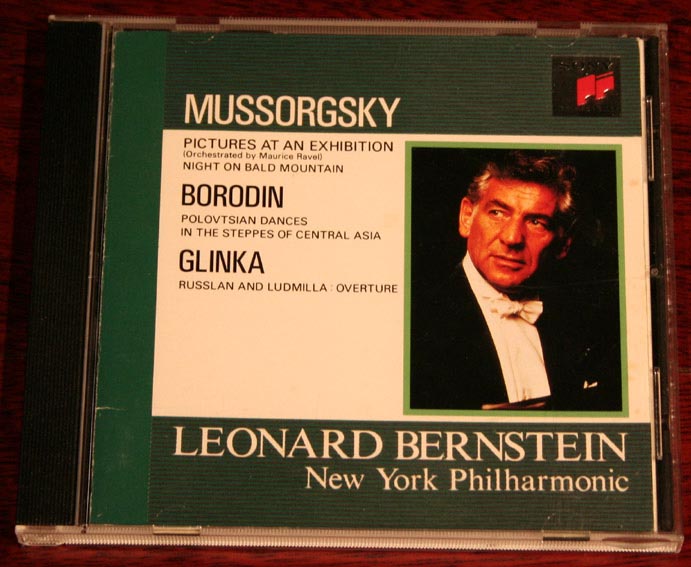 SONY
MUSSORGSKY
PICTURES AT AN EXHIBITION
(Orchestrated by Maurice Ravel)
NIGHT ON BALD MOUNTAIN
BORODIN
POLOVTSIAN DANCES
IN THE STEPPES OF CENTRAL ASIA
GLINKA
RUSSLAN AND LUDMILLA : OVERTURE
LEONARD BERNSTEIN
New York Philharmonic